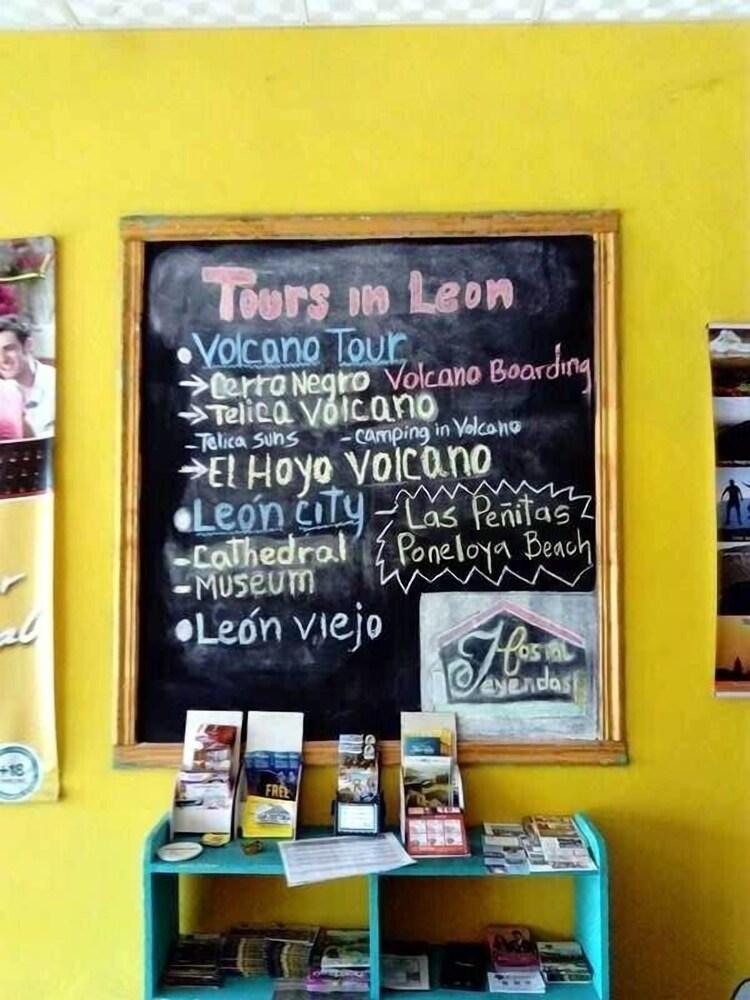 Tours in Leon
• Volcano Tour
→ Cerro Negro Volcano Boarding
→ Telica Volcano
- Telica suns - camping in Volcano
→ El Hoyo Volcano
• León city
- Las Peñitas
Poneloya Beach
- Cathedral
- Museum
• León viejo
Hostal
Leyendas
FREE
+18